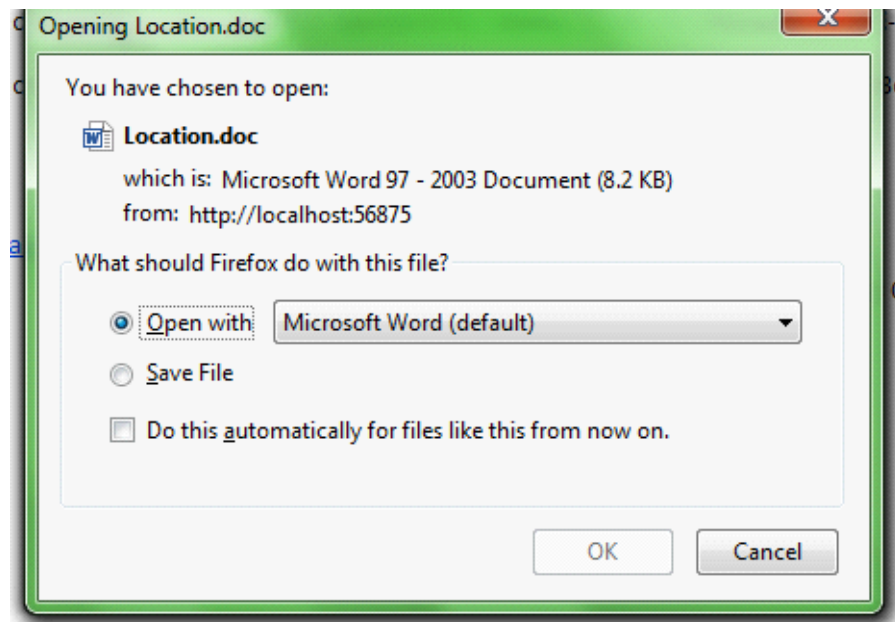 Opening Location.doc
You have chosen to open:
Location.doc
which is: Microsoft Word 97 - 2003 Document (8.2 KB)
from: http://localhost:56875
What should Firefox do with this file?
Open with Microsoft Word (default)
Save File
Do this automatically for files like this from now on.
OK Cancel